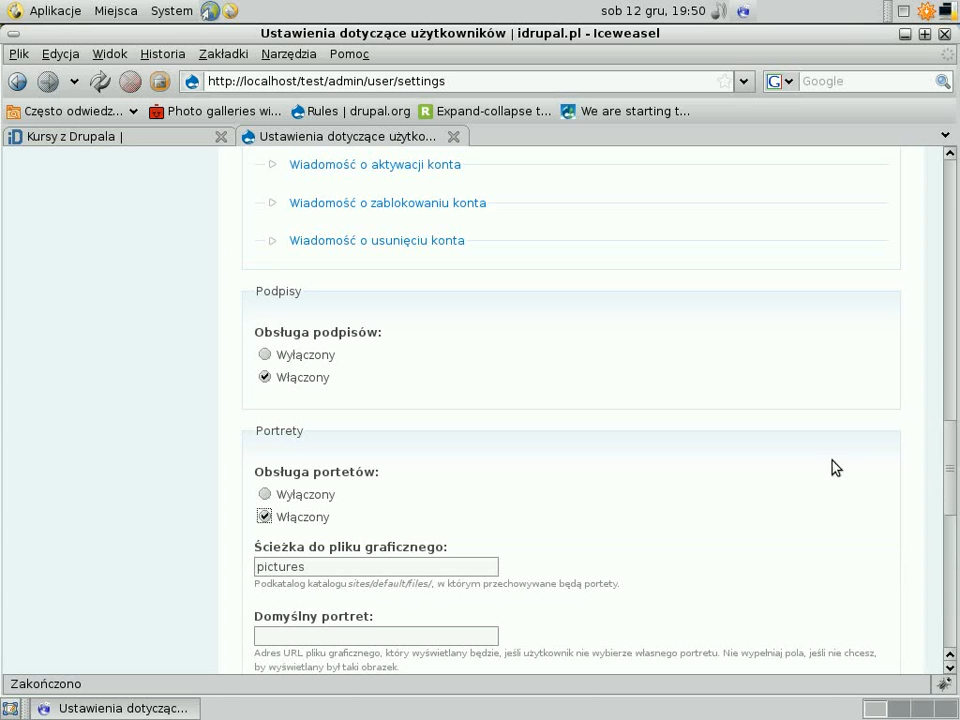 Aplikacje Miejsca System sob 12 gru, 19:50
Ustawienia dotyczące użytkowników | idrupal.pl - Iceweasel
Plik Edycja Widok Historia Zakładki Narzędzia Pomoc
http://localhost/test/admin/user/settings Google
Często odwiedz... Photo galleries wi... Rules | drupal.org Expand-collapse t... We are starting t...
Kursy z Drupala | Ustawienia dotyczące użytko...
Wiadomość o aktywacji konta
Wiadomość o zablokowaniu konta
Wiadomość o usunięciu konta
Podpisy
Obsługa podpisów:
Wyłączony
Włączony
Portrety
Obsługa portetów:
Wyłączony
Włączony
Ścieżka do pliku graficznego:
pictures
Podkatalog katalogu sites/default/files/, w którym przechowywane będą portety.
Domyślny portret:
Adres URL pliku graficznego, który wyświetlany będzie, jeśli użytkownik nie wybierze własnego portretu. Nie wypełniaj pola, jeśli nie chcesz,
by wyświetlany był taki obrazek.
Zakończono
Ustawienia dotycząc...